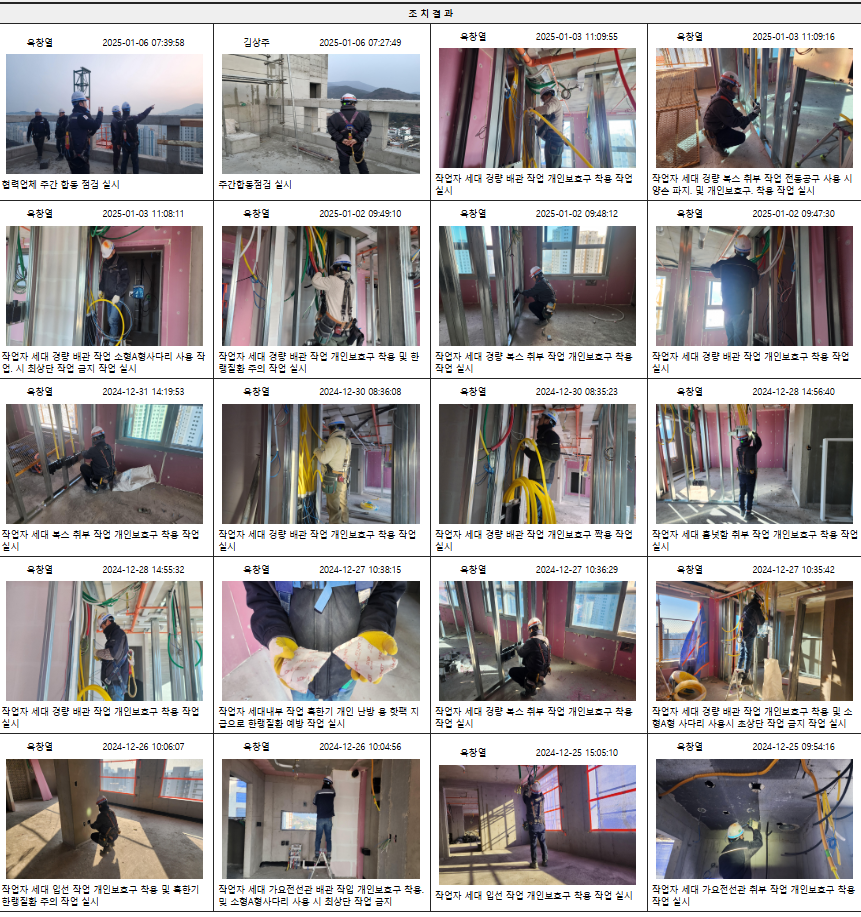 조 치 결 과
옥창열 2025-01-06 07:39:58
협력업체 주간 합동 점검 실시
김상주 2025-01-06 07:27:49
주간합동점검 실시
옥창열 2025-01-03 11:09:55
작업자 세대 경량 배관 작업 개인보호구 착용 작업
실시
옥창열 2025-01-03 11:09:16
작업자 세대 경량 복스 취부 작업 전동공구 사용 시
양손 파지. 및 개인보호구. 착용 작업 실시
옥창열 2025-01-03 11:08:11
작업자 세대 경량 배관 작업 소형A형사다리 사용 작
업. 시 최상단 작업 금지 작업 실시
옥창열 2025-01-02 09:49:10
작업자 세대 경량 배관 작업 개인보호구 착용 및 한
랭질환 주의 작업 실시
옥창열 2025-01-02 09:48:12
작업자 세대 경량 복스 취부 작업 개인보호구 착용
작업 실시
옥창열 2025-01-02 09:47:30
작업자 세대 경량 배관 작업 개인보호구 착용 작업
실시
옥창열 2024-12-31 14:19:53
작업자 세대 복스 취부 작업 개인보호구 착용 작업
실시
옥창열 2024-12-30 08:36:08
작업자 세대 경량 배관 작업 개인보호구 착용 작업
실시
옥창열 2024-12-30 08:35:23
작업자 세대 경량 배관 작업 개인보호구 짝용 작업
실시
옥창열 2024-12-28 14:56:40
작업자 세대 홈넷함 취부 작업 개인보호구 착용 작업
실시
옥창열 2024-12-28 14:55:32
작업자 세대 경량 배관 작업 개인보호구 착용 작업
실시
옥창열 2024-12-27 10:38:15
작업자 세대내부 작업 혹한기 개인 난방 용 핫팩 지
급으로 한랭질환 예방 작업 실시
옥창열 2024-12-27 10:36:29
작업자 세대 경량 복스 취부 작업 개인보호구 착용
작업 실시
옥창열 2024-12-27 10:35:42
작업자 세대 경량 배관 작업 개인보호구 착용 및 소
형A형 사다리 사용시 초상단 작업 금지 작업 실시
옥창열 2024-12-26 10:06:07
작업자 세대 입선 작업 개인보호구 착용 및 혹한기
한랭질환 주의 작업 실시
옥창열 2024-12-26 10:04:56
작업자 세대 가요전선관 배관 작입 개인보호구 착용.
및 소형A형사다리 사용 시 최상단 작업 금지
옥창열 2024-12-25 15:05:10
작업자 세대 입선 작업 개인보호구 착용 작업 실시
옥창열 2024-12-25 09:54:16
작업자 세대 가요전선관 취부 작업 개인보호구 착용
작업 실시